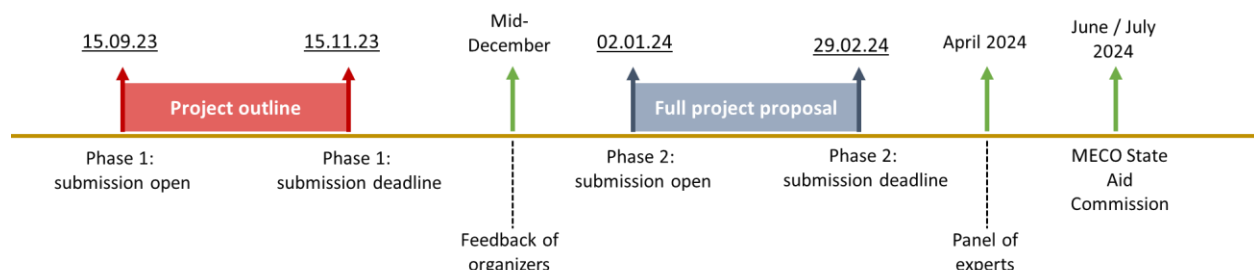 15.09.23
15.11.23
Mid-
December
02.01.24
29.02.24
April 2024
June / July
2024
Project outline
Full project proposal
Phase 1:
submission open
Phase 1:
submission deadline
Phase 2:
submission open
Phase 2:
submission deadline
MECO State
Aid
Commission
Feedback of
organizers
Panel of
experts